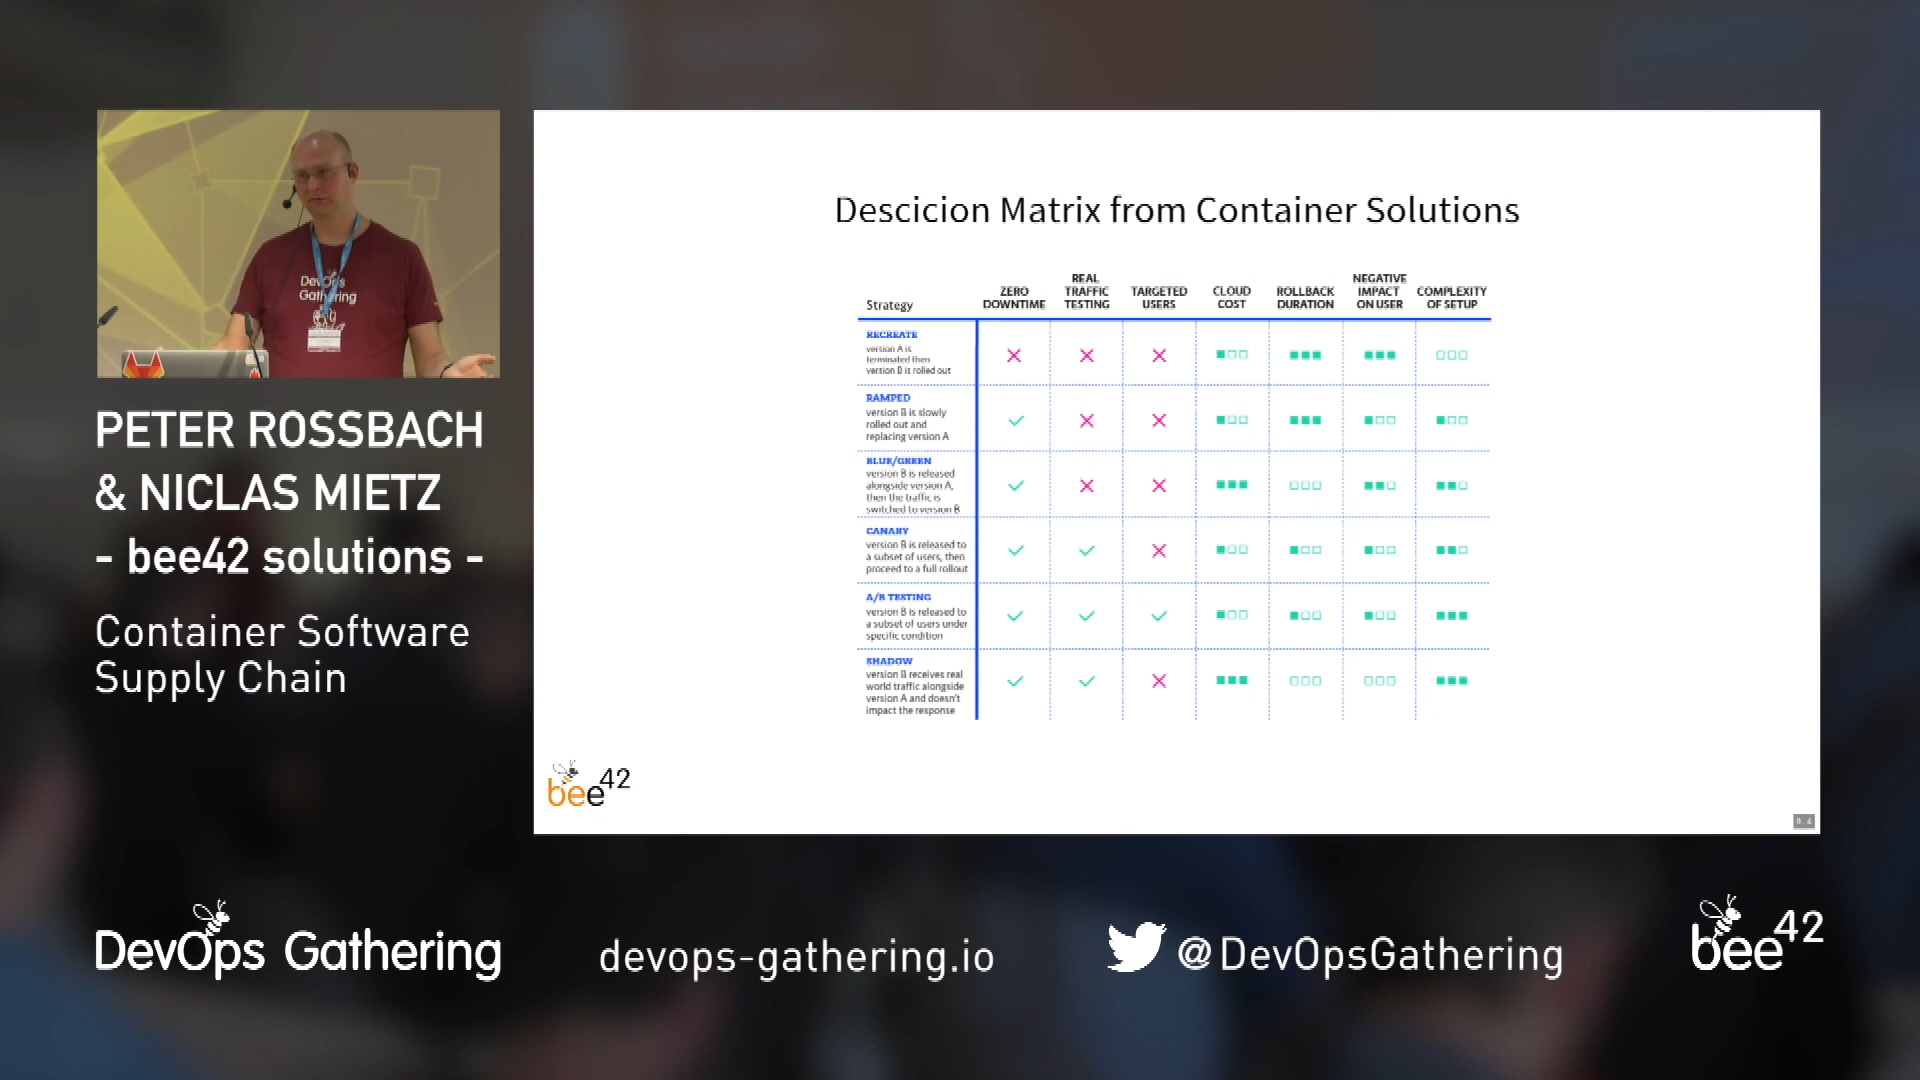 DevOps
Gathering
PETER ROSSBACH
& NICLAS MIETZ
- bee42 solutions -
Container Software
Supply Chain
Descicion Matrix from Container Solutions
Strategy
ZERO
DOWNTIME
REAL
TRAFFIC
TESTING
TARGETED
USERS
CLOUD
COST
ROLLBACK
DURATION
NEGATIVE
IMPACT
ON USER
COMPLEXITY
OF SETUP
RECREATE
version A is
terminated then
version B is rolled out
RAMPED
version B is slowly
rolled out and
replacing version A
BLUE/GREEN
version B is released
alongside version A,
then the traffic is
switched to version B
CANARY
version B is released to
a subset of users, then
proceed to a full rollout
A/B TESTING
version B is released to
a subset of users under
specific condition
SHADOW
version B receives real
world traffic alongside
version A and doesn't
impact the response
bee42
DevOps Gathering
devops-gathering.io
@DevOpsGathering
bee42